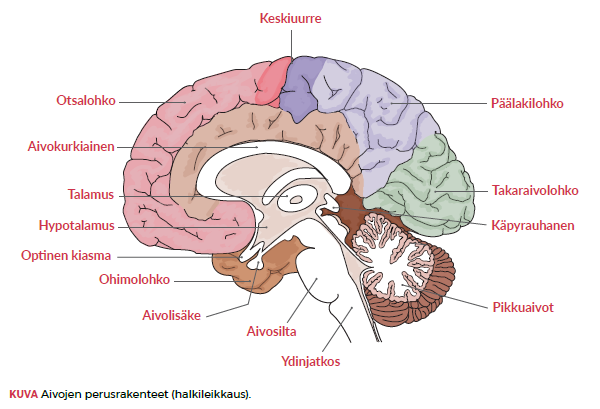 Keskiuurre
Otsalohko
Päälakilohko
Aivokurkiainen
Talamus
Takaraivolohko
Hypotalamus
Käpyrauhanen
Optinen kiasma
Ohimolohko
Aivolisäke
Pikkuaivot
Aivosilta
Ydinjatkos
KUVA Aivojen perusrakenteet (halkileikkaus).